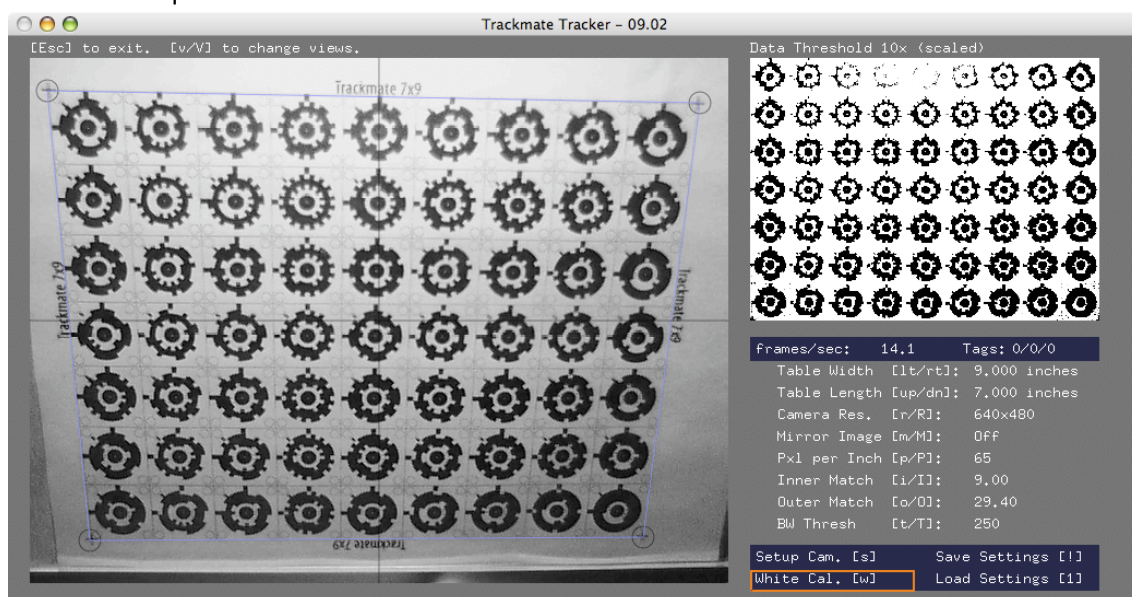 Trackmate Tracker – 09.02
[Esc] to exit. [v/V] to change views.
Data Threshold 10x (scaled)
Trackmate 7x9
Trackmate 7x9
Trackmate 7x9
Trackmate 7x9
frames/sec: 14.1 Tags: 0/0/0
Table Width [lt/rt]: 9.000 inches
Table Length [up/dn]: 7.000 inches
Camera Res. [r/R]: 640x480
Mirror Image [m/M]: Off
Pxl per Inch [p/P]: 65
Inner Match [i/I]: 9.00
Outer Match [o/O]: 29.40
BW Thresh [t/T]: 250
Setup Cam. [s] Save Settings [!]
White Cal. [w] Load Settings [1]